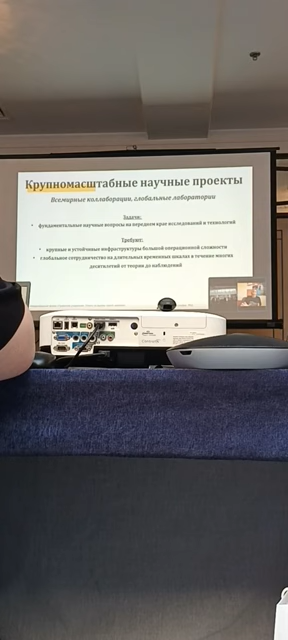 Крупномасштабные научные проекты
Всемирные коллаборации, глобальные лаборатории
Задачи:
фундаментальные научные вопросы на переднем крае исследований и технологий
Требуют:
крупные и устойчивые инфраструктуры большой операционной сложности
глобальное сотрудничество на длительных временных шкалах в течение многих
десятилетий от теории до наблюдений